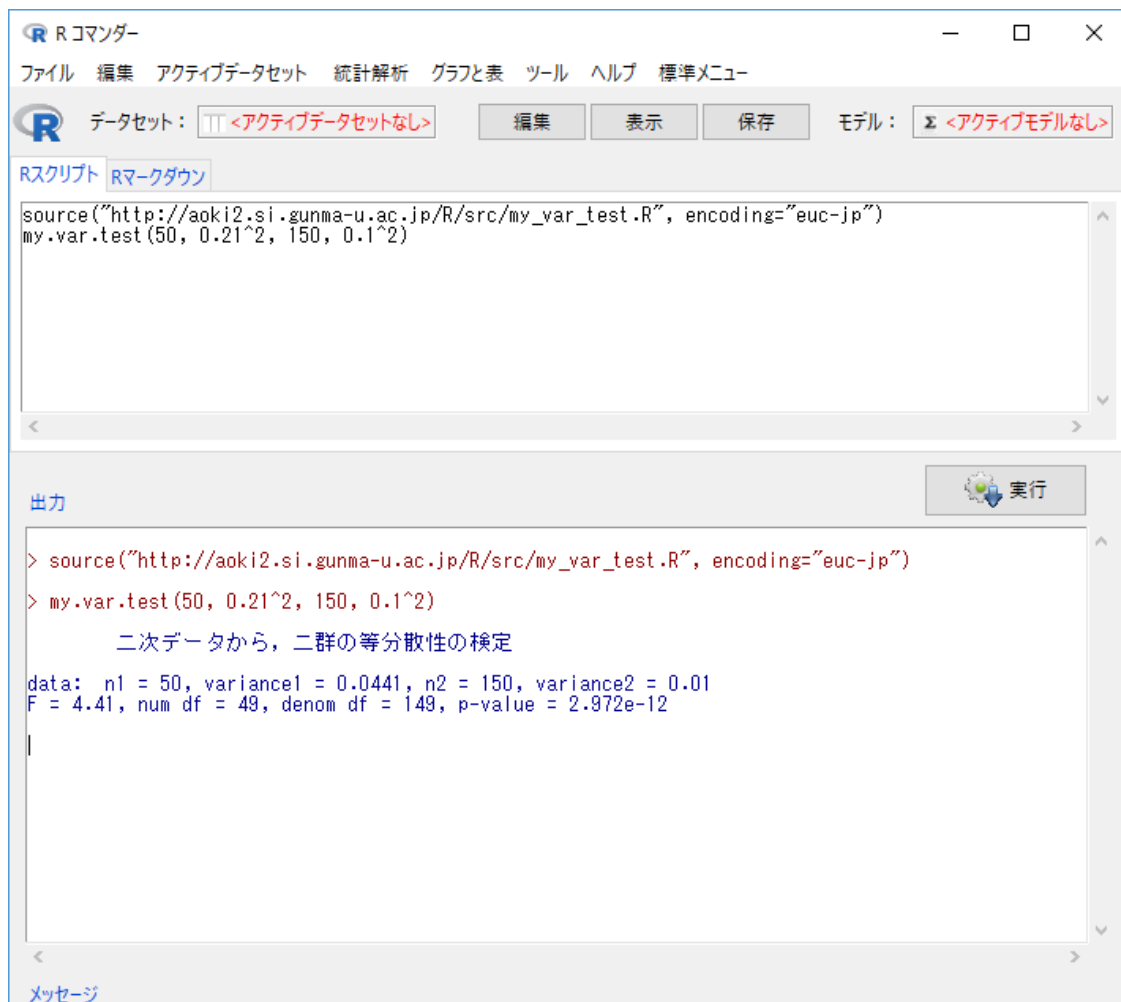 R コマンダー
ファイル 編集 アクティブデータセット 統計解析 グラフと表 ツール ヘルプ 標準メニュー
R データセット: <アクティブデータセットなし> 編集 表示 保存 モデル: Σ <アクティブモデルなし>
Rスクリプト Rマークダウン
source("http://aoki2.si.gunma-u.ac.jp/R/src/my_var_test.R", encoding="euc-jp")
my.var.test(50, 0.21^2, 150, 0.1^2)
実行
出力
> source("http://aoki2.si.gunma-u.ac.jp/R/src/my_var_test.R", encoding="euc-jp")
> my.var.test(50, 0.21^2, 150, 0.1^2)
二次データから，二群の等分散性の検定
data: n1 = 50, variance1 = 0.0441, n2 = 150, variance2 = 0.01
F = 4.41, num df = 49, denom df = 149, p-value = 2.972e-12
メッセージ